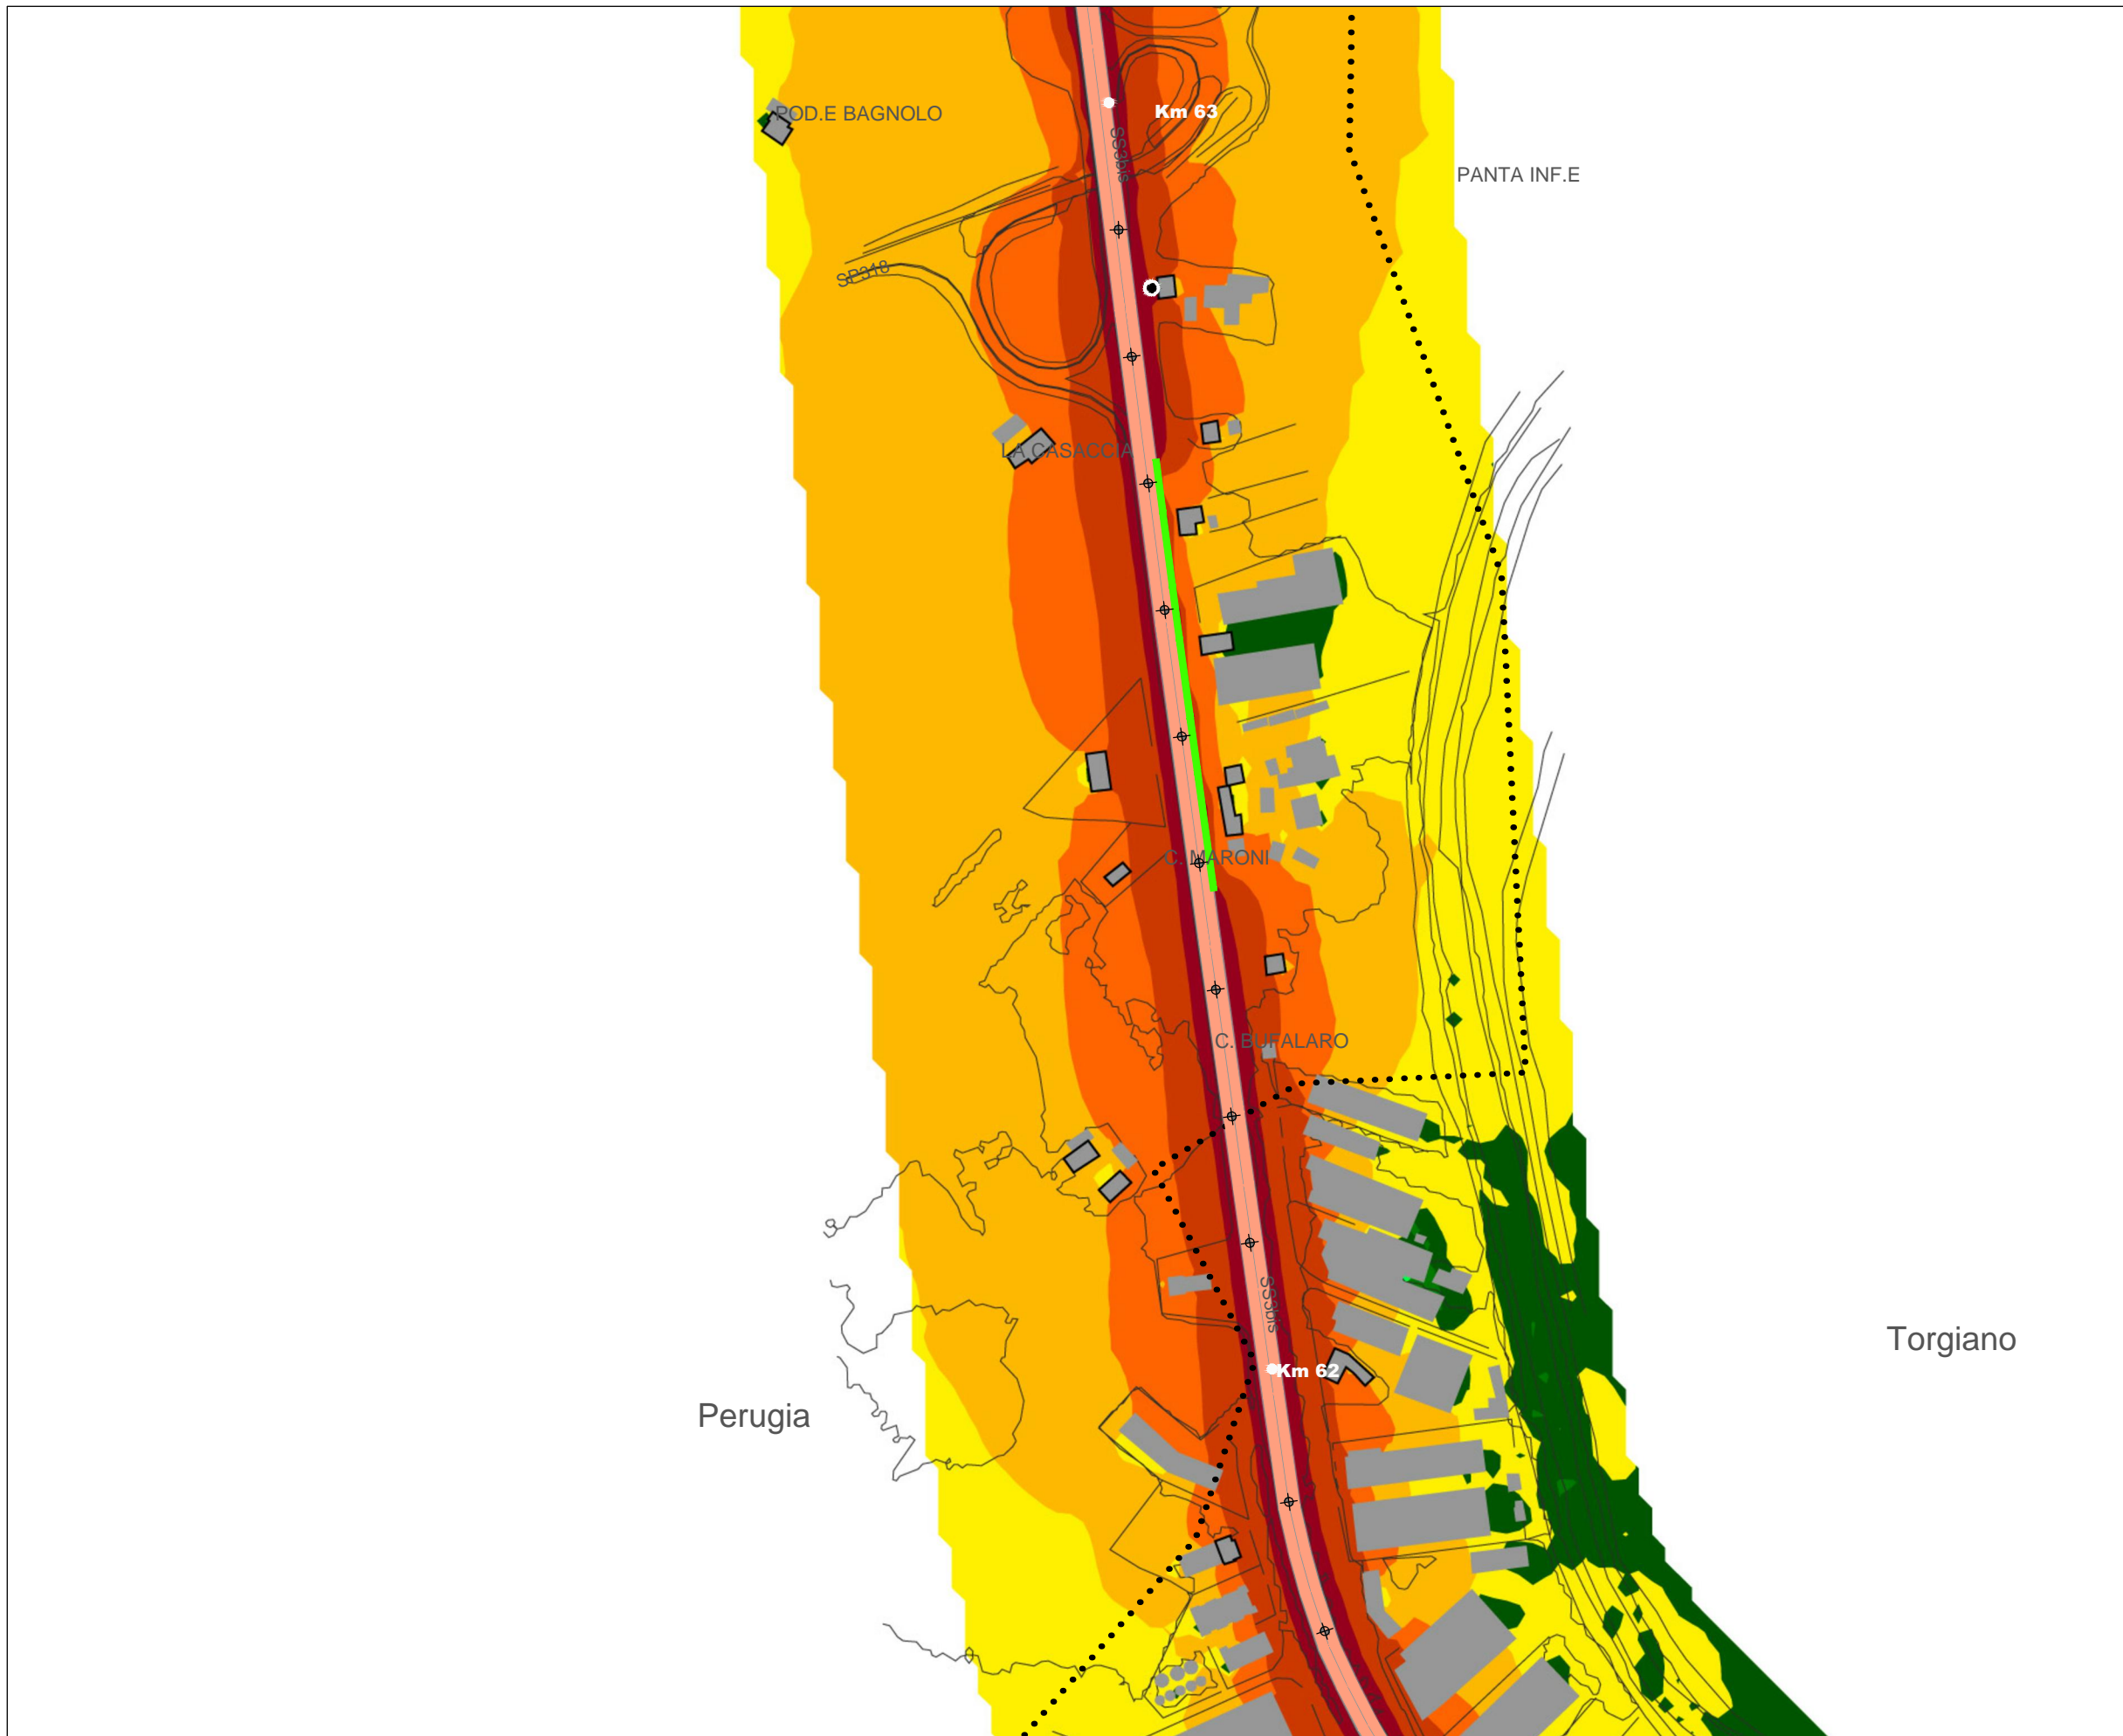 Km 63
POD.E BAGNOLO
SS3bis
PANTA INF.E
SP318
LA CASACCIA
C. MARONI
C. BUFALARO
SS3bis
Torgiano
Km 62
Perugia